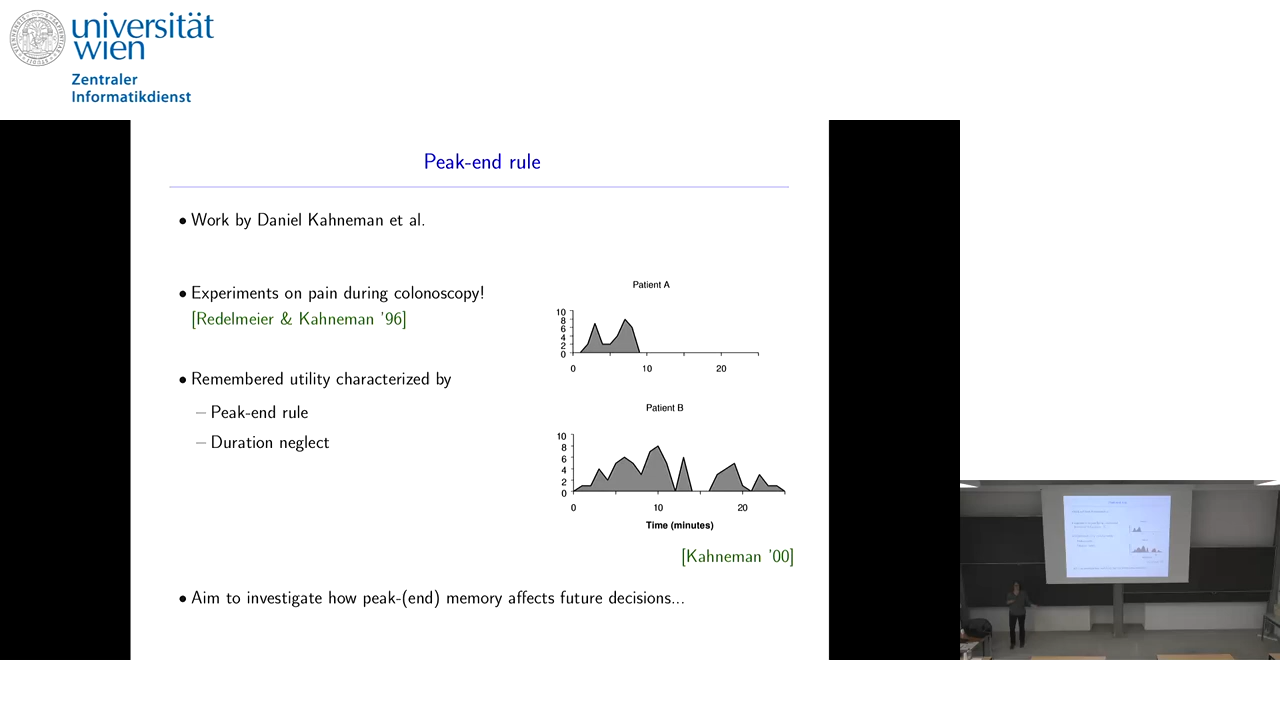 universität
wien
Zentraler
Informatikdienst
Peak-end rule
• Work by Daniel Kahneman et al.
• Experiments on pain during colonoscopy!
[Redelmeier & Kahneman '96]
• Remembered utility characterized by
– Peak-end rule
– Duration neglect
Patient A
10
8
6
4
2
0
0 10 20
Patient B
10
8
6
4
2
0
0 10 20
Time (minutes)
[Kahneman '00]
• Aim to investigate how peak-(end) memory affects future decisions...